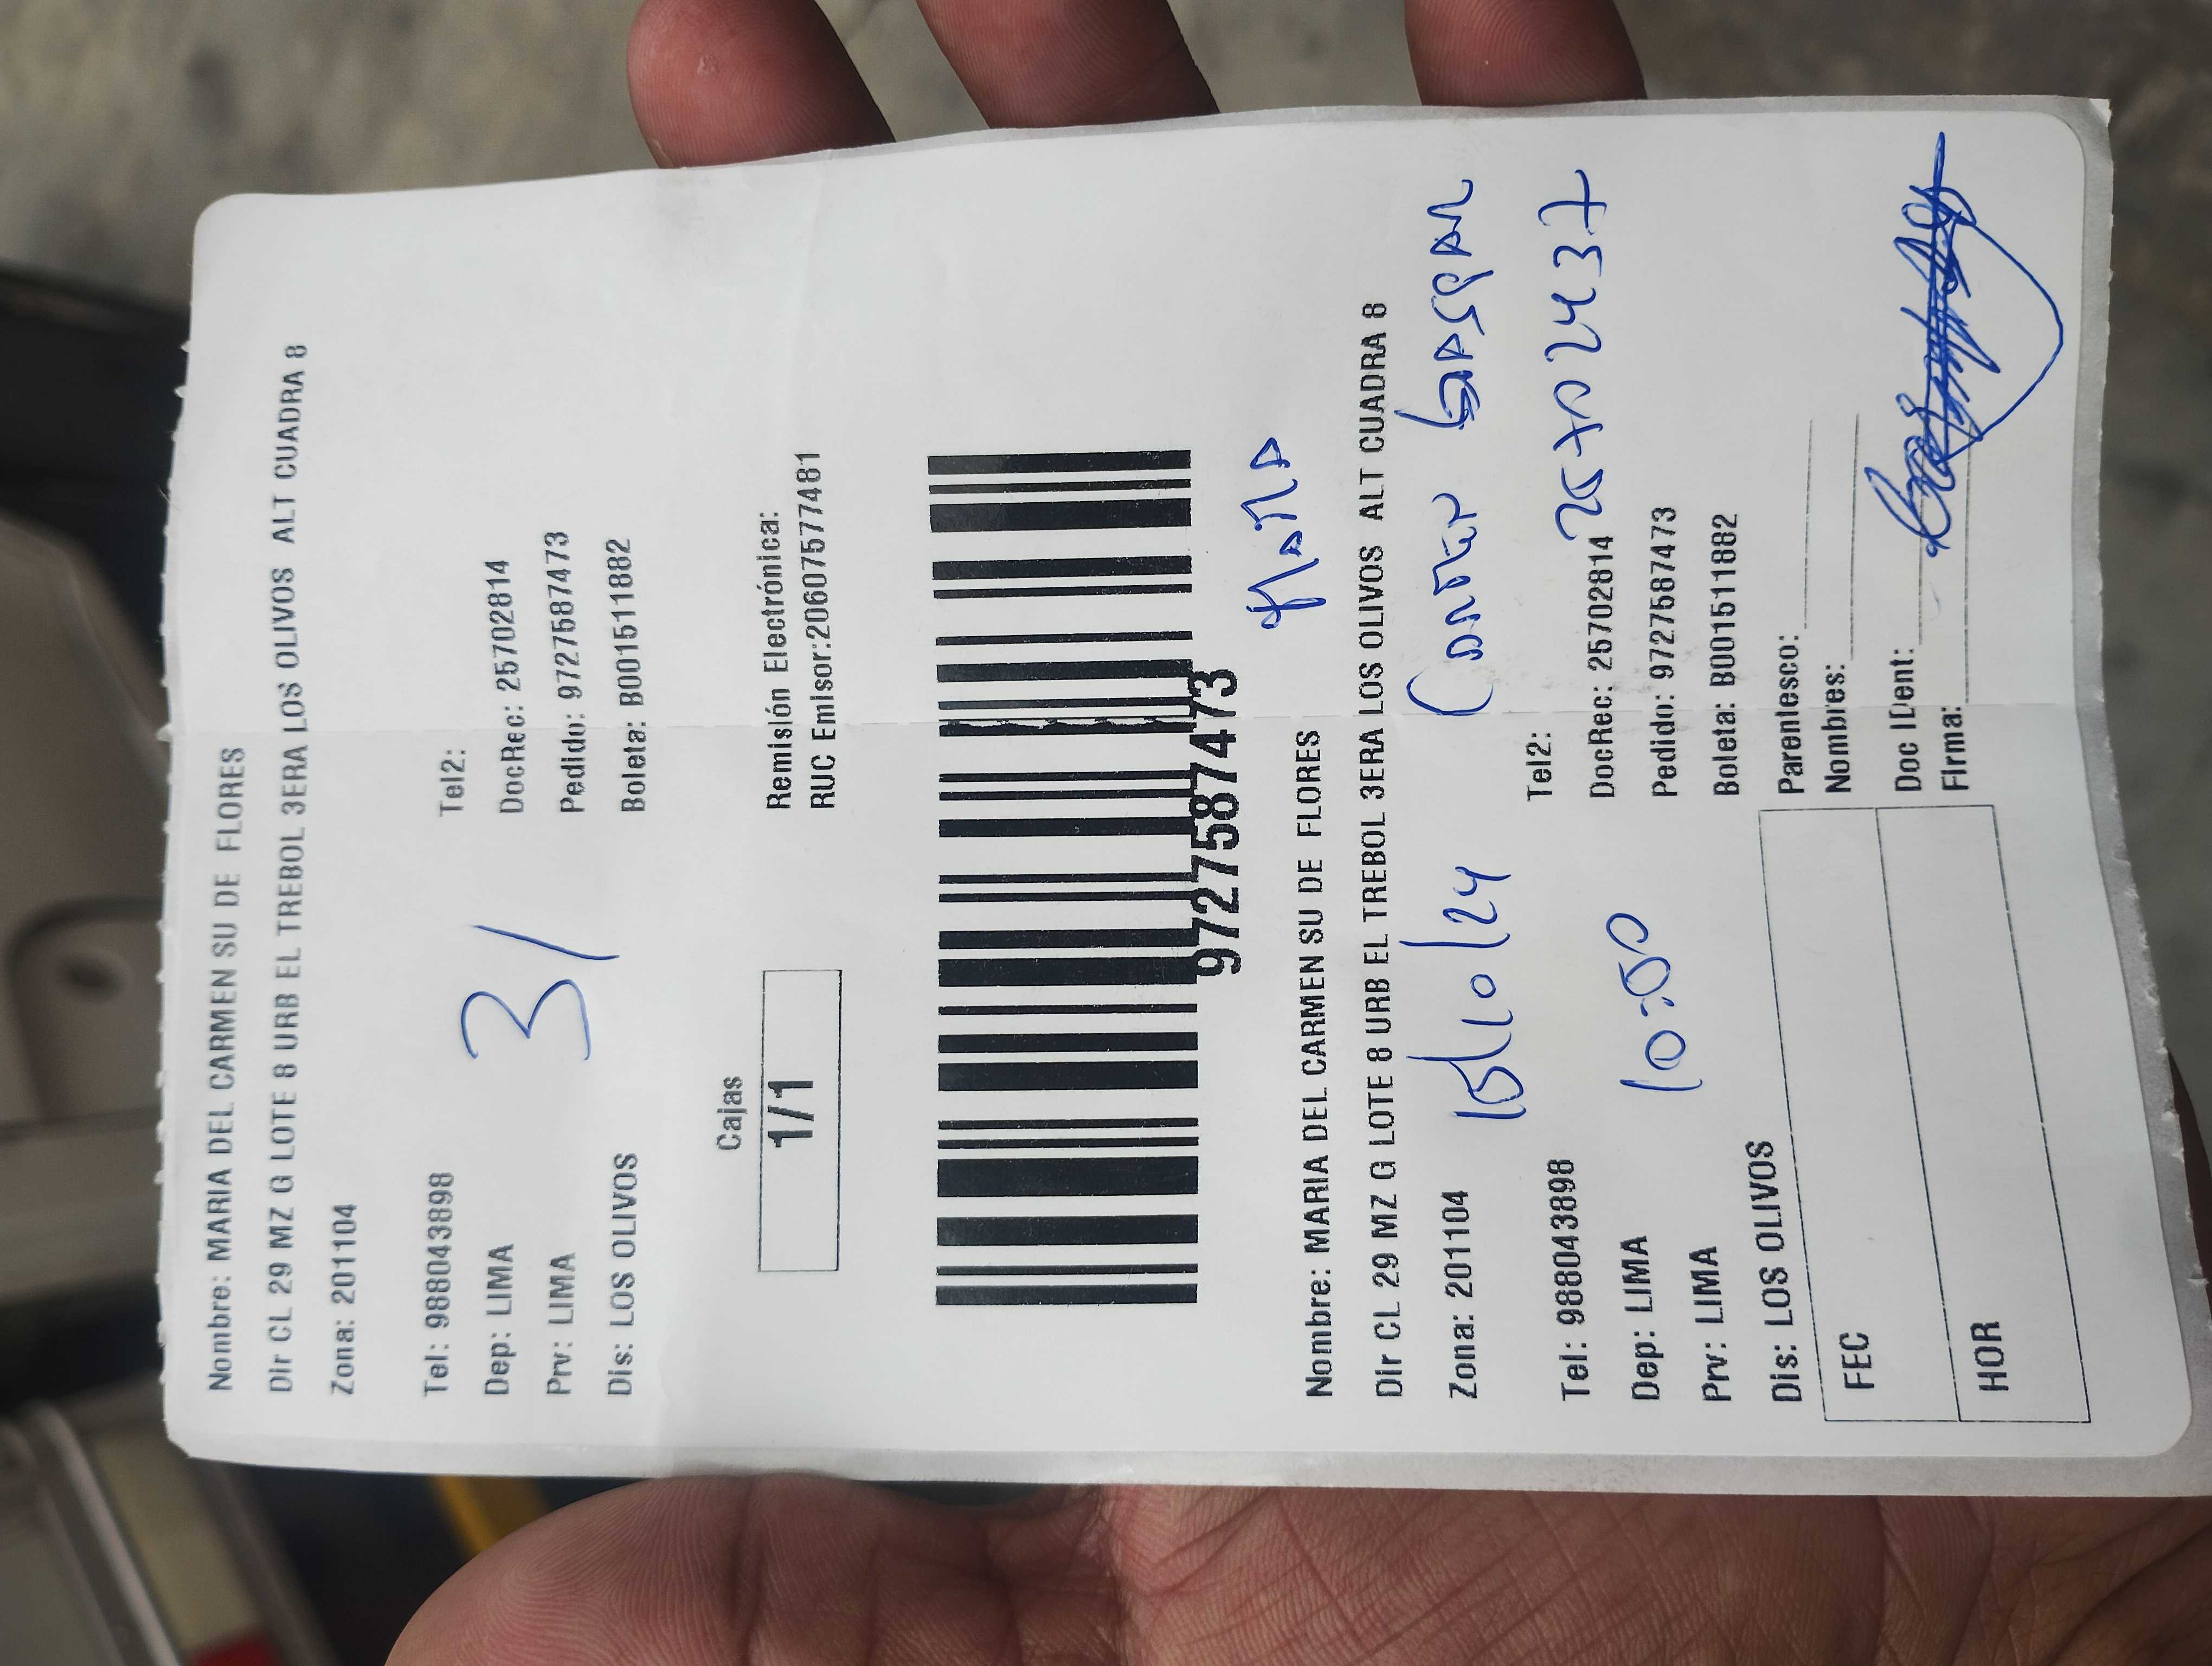 Nombre: MARIA DEL CARMEN SU DE FLORES
Dir CL 29 MZ G LOTE 8 URB EL TREBOL 3ERA LOS OLIVOS ALT CUADRA 8
Zona: 201104
Tel: 988043898 Tel2:
Dep: LIMA DocRec: 25702814
31
Prv: LIMA Pedido: 9727587473
Dis: LOS OLIVOS Boleta: B001511882
Cajas
1/1
Remisión Electrónica:
RUC Emisor:20607577481
9727587473
Nombre: MARIA DEL CARMEN SU DE FLORES
Dir CL 29 MZ G LOTE 8 URB EL TREBOL 3ERA LOS OLIVOS ALT CUADRA 8
Zona: 201104 15/10/24
Tel: 988043898 Tel2:
Dep: LIMA 10:50 DocRec: 25702814
Prv: LIMA Pedido: 9727587473
Dis: LOS OLIVOS Boleta: B001511882
FEC
HOR
Parentesco:
Nombres:
Doc IDent:
Firma: